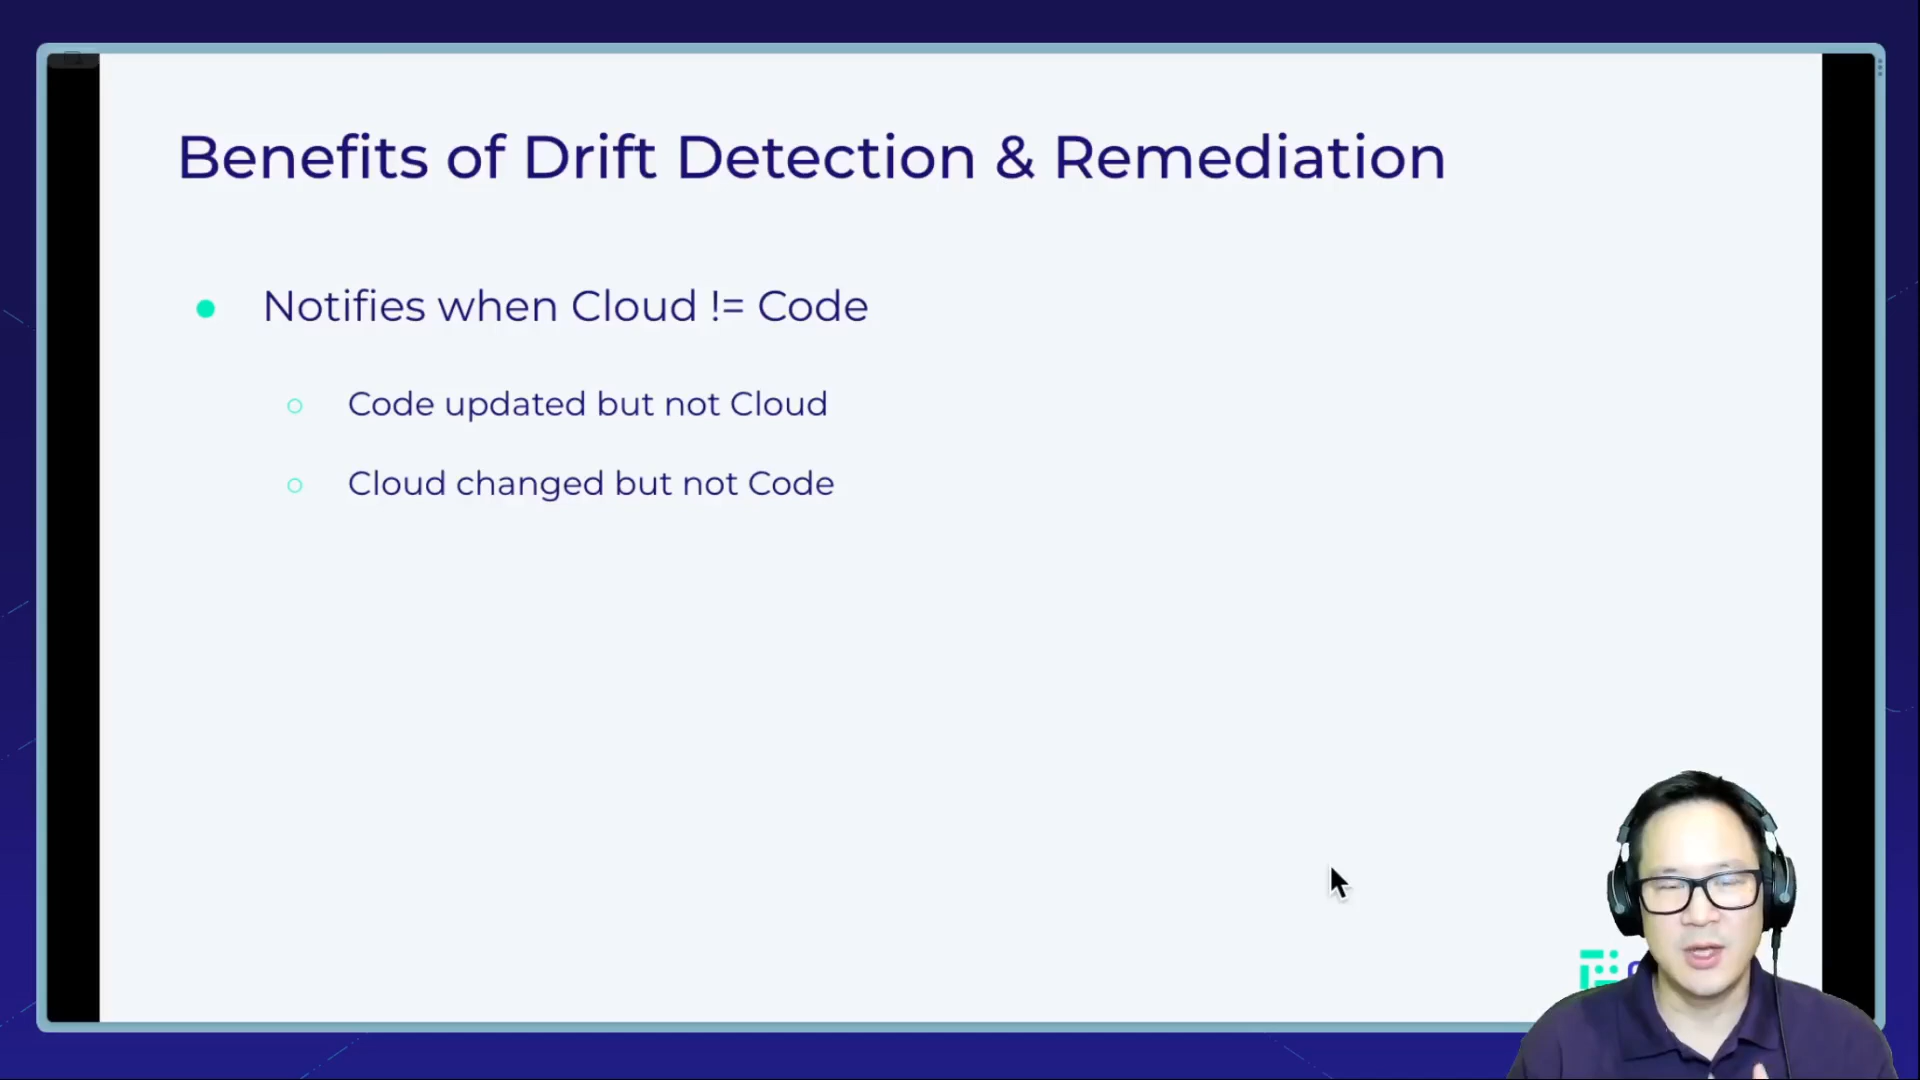 Benefits of Drift Detection & Remediation
Notifies when Cloud != Code
Code updated but not Cloud
Cloud changed but not Code